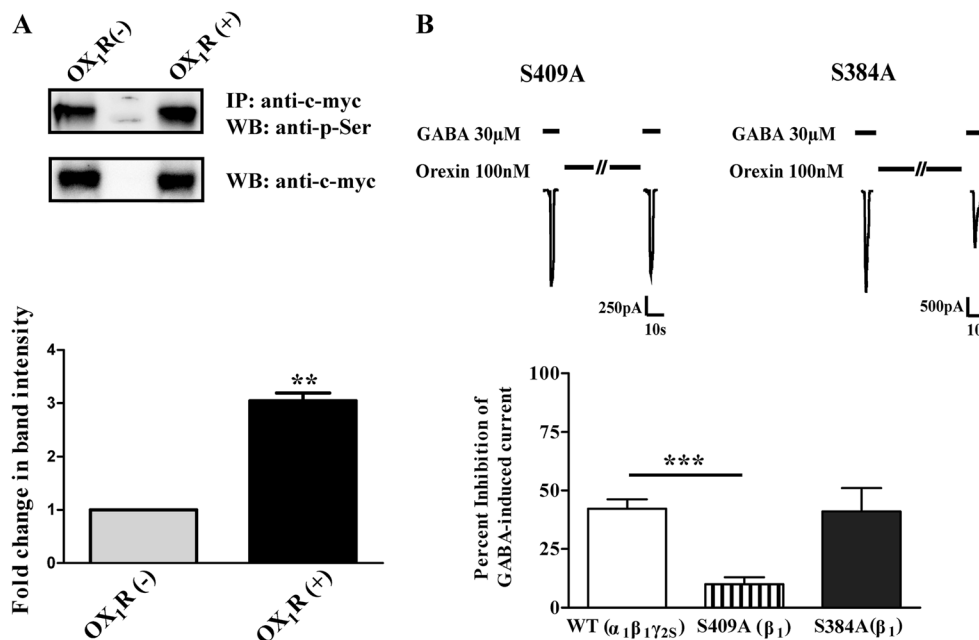 A
OX₁R(-)
OX₁R (+)
IP: anti-c-myc
WB: anti-p-Ser
WB: anti-c-myc
Fold change in band intensity
4
3
2
1
0
**
OX₁R (-)
OX₁R (+)
B
S409A
S384A
GABA 30μM
Orexin 100nM
250pA
10s
GABA 30μM
Orexin 100nM
500pA
10
Percent Inhibition of
GABA-induced current
100
75
50
25
0
***
WT (α₁β₁γ₂S)
S409A (β₁)
S384A(β₁)